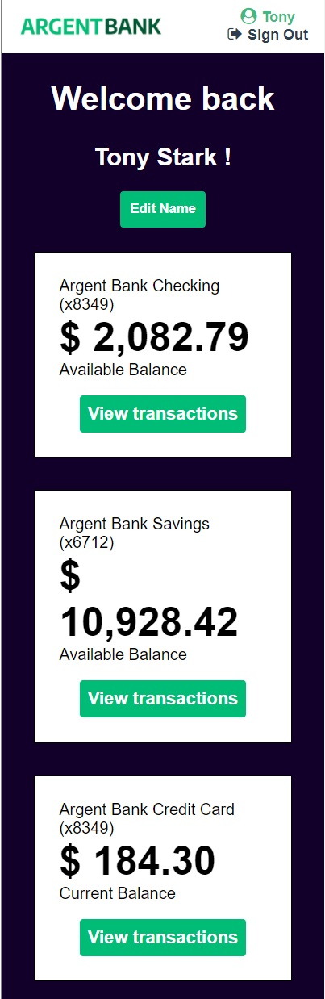 ARGENTBANK
Tony
Sign Out
Welcome back
Tony Stark !
Edit Name
Argent Bank Checking
(x8349)
$ 2,082.79
Available Balance
View transactions
Argent Bank Savings
(x6712)
$
10,928.42
Available Balance
View transactions
Argent Bank Credit Card
(x8349)
$ 184.30
Current Balance
View transactions